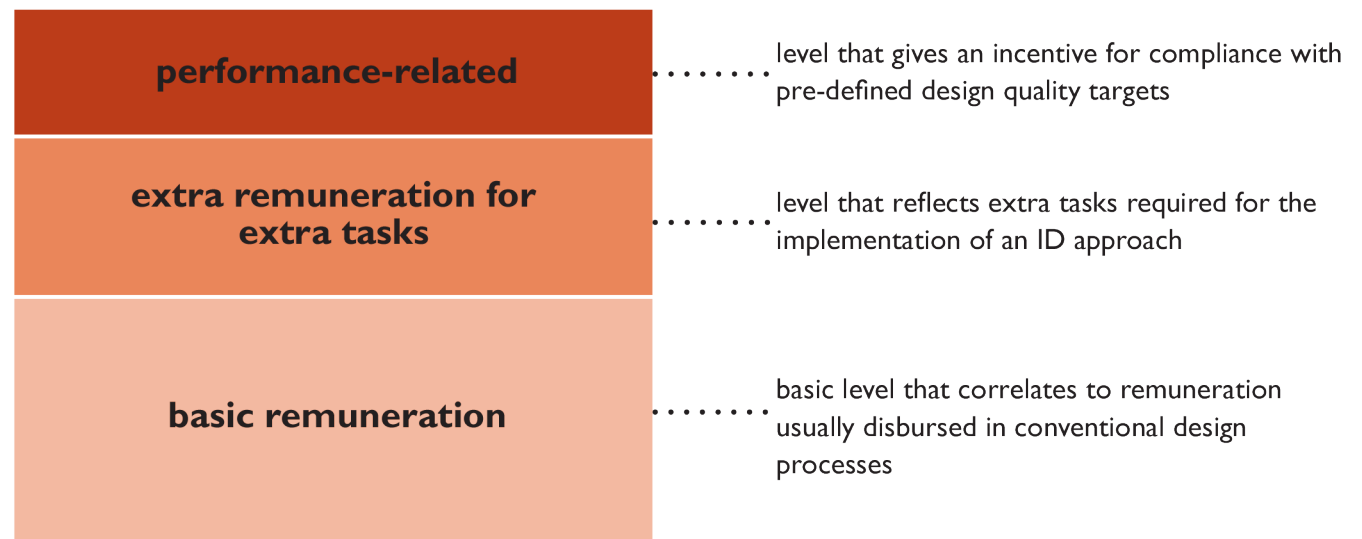 performance-related
level that gives an incentive for compliance with
pre-defined design quality targets
extra remuneration for
extra tasks
level that reflects extra tasks required for the
implementation of an ID approach
basic remuneration
basic level that correlates to remuneration
usually disbursed in conventional design
processes